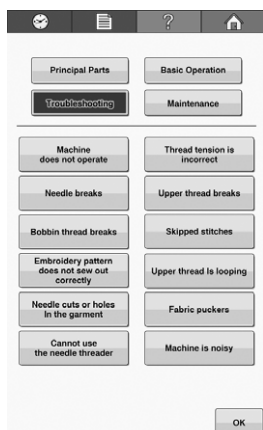 ?
Principal Parts
Basic Operation
Troubleshooting
Maintenance
Machine
does not operate
Thread tension is
incorrect
Needle breaks
Upper thread breaks
Bobbin thread breaks
Skipped stitches
Embroidery pattern
does not sew out
correctly
Upper thread Is looping
Needle cuts or holes
In the garment
Fabric puckers
Cannot use
the needle threader
Machine is noisy
OK